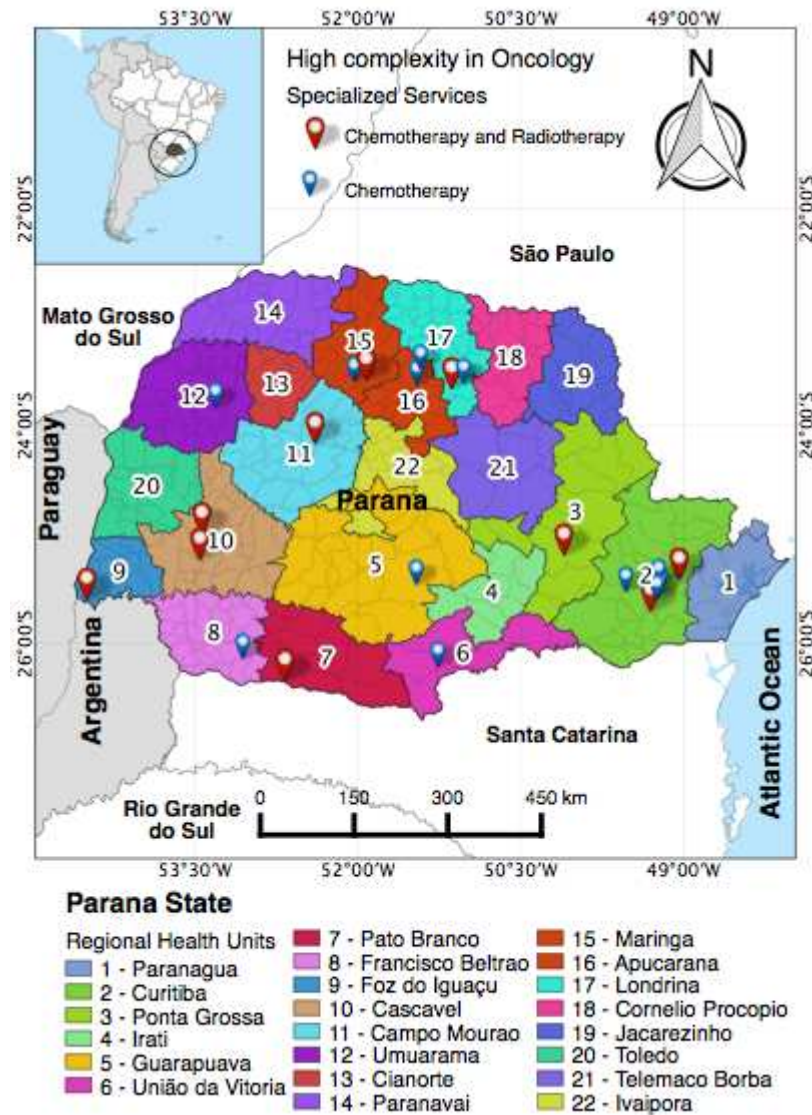 53°30'W 52°00'W 50°30'W 49°00'W
High complexity in Oncology
Specialized Services
Chemotherapy and Radiotherapy
Chemotherapy
N
22°00'S 22°00'S
São Paulo
Mato Grosso
do Sul
14
15
17
18
13
19
12
16
24°00'S 24°00'S
11
22
21
20
Paraguay
Parana
3
10
5
9
2
1
4
8
7
6
26°00'S 26°00'S
Argentina
Santa Catarina
Atlantic Ocean
Rio Grande
do Sul
0 150 300 450 km
53°30'W 52°00'W 50°30'W 49°00'W
Parana State
Regional Health Units
1 - Paranagua
2 - Curitiba
3 - Ponta Grossa
4 - Irati
5 - Guarapuava
6 - União da Vitoria
7 - Pato Branco
8 - Francisco Beltrao
9 - Foz do Iguaçu
10 - Cascavel
11 - Campo Mourao
12 - Umuarama
13 - Cianorte
14 - Paranavai
15 - Maringa
16 - Apucarana
17 - Londrina
18 - Cornelio Procopio
19 - Jacarezinho
20 - Toledo
21 - Telemaco Borba
22 - Ivaipora